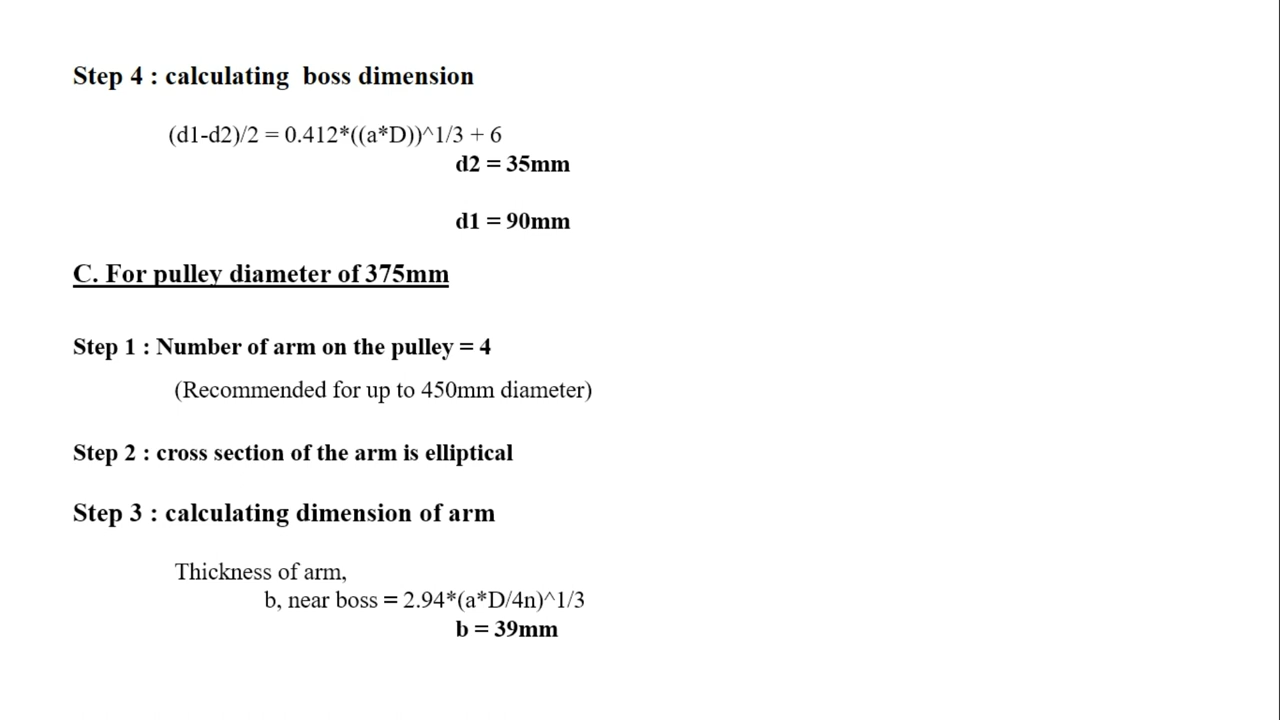 Step 4 : calculating  boss dimension
(d1-d2)/2 = 0.412*((a*D))^1/3 + 6
d2 = 35mm
d1 = 90mm
C. For pulley diameter of 375mm
Step 1 : Number of arm on the pulley = 4
(Recommended for up to 450mm diameter)
Step 2 : cross section of the arm is elliptical
Step 3 : calculating dimension of arm
Thickness of arm,
b, near boss = 2.94*(a*D/4n)^1/3
b = 39mm